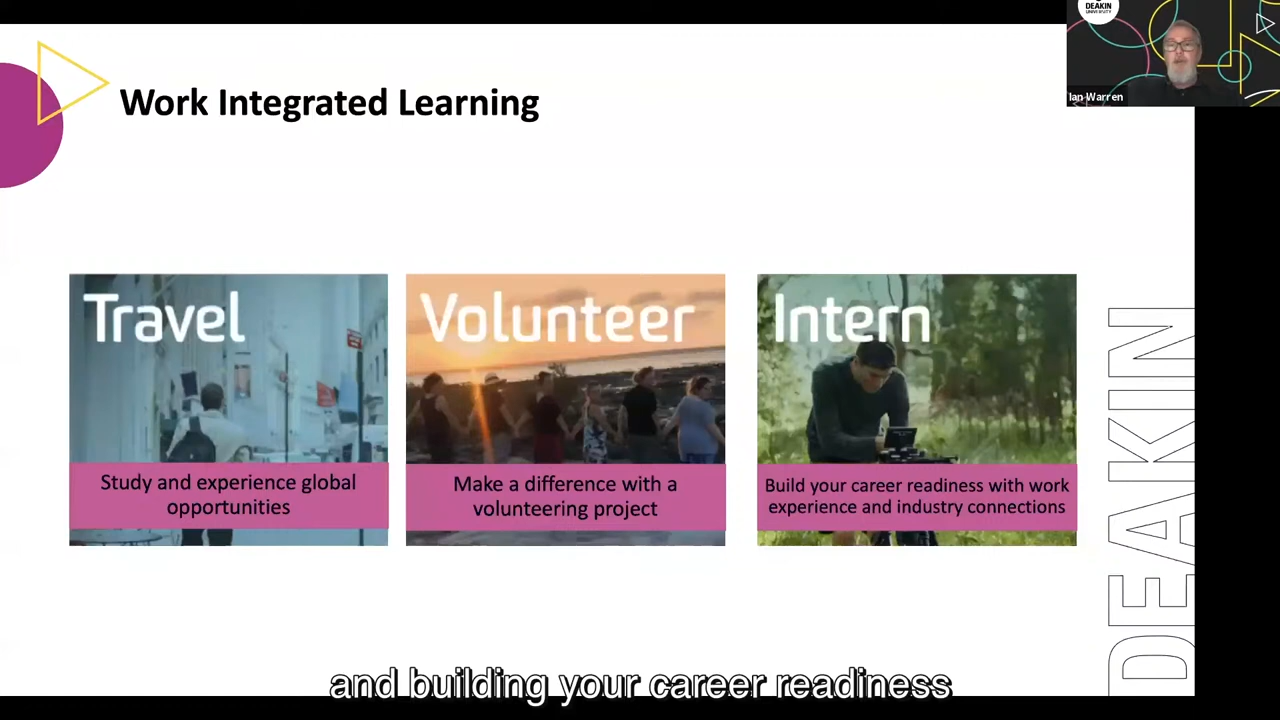 DEAKIN
UNIVERSITY
Ian Warren
Work Integrated Learning
Travel
Study and experience global
opportunities
Volunteer
Make a difference with a
volunteering project
Intern
Build your career readiness with work
experience and industry connections
DEAKIN
and building your career readiness